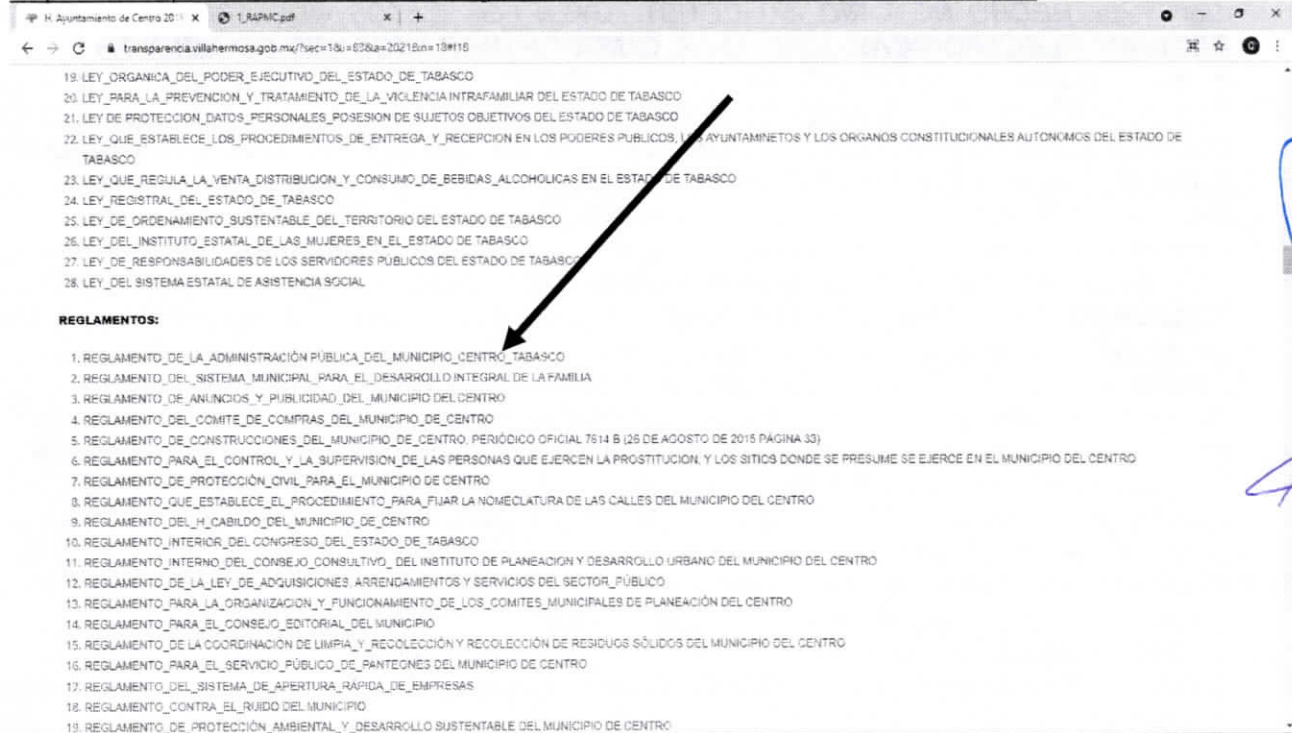 H. Ayuntamiento de Centro 201
1_RAPMC.pdf
transparencia.villahermosa.gob.mx/?sec=1&u=63&a=2021&n=18#t18
19. LEY_ORGANICA_DEL_PODER_EJECUTIVO_DEL_ESTADO_DE_TABASCO
20. LEY_PARA_LA_PREVENCION_Y_TRATAMIENTO_DE_LA_VIOLENCIA INTRAFAMILIAR DEL ESTADO DE TABASCO
21. LEY DE PROTECCION_DATOS_PERSONALES_POSESION DE SUJETOS OBJETIVOS DEL ESTADO DE TABASCO
22. LEY_QUE_ESTABLECE_LOS_PROCEDIMIENTOS_DE_ENTREGA_Y_RECEPCION EN LOS PODERES PUBLICOS, LOS AYUNTAMINETOS Y LOS ORGANOS CONSTITUCIONALES AUTONOMOS DEL ESTADO DE
TABASCO
23. LEY_QUE_REGULA_LA_VENTA_DISTRIBUCION_Y_CONSUMO_DE_BEBIDAS_ALCOHOLICAS EN EL ESTADO DE TABASCO
24. LEY_REGISTRAL_DEL_ESTADO_DE_TABASCO
25. LEY_DE_ORDENAMIENTO_SUSTENTABLE_DEL_TERRITORIO DEL ESTADO DE TABASCO
26. LEY_DEL_INSTITUTO_ESTATAL_DE_LAS_MUJERES_EN_EL_ESTADO DE TABASCO
27. LEY_DE_RESPONSABILIDADES DE LOS SERVIDORES PÚBLICOS DEL ESTADO DE TABASCO
28. LEY_DEL SISTEMA ESTATAL DE ASISTENCIA SOCIAL
REGLAMENTOS:
1. REGLAMENTO_DE_LA_ADMINISTRACIÓN PÚBLICA_DEL_MUNICIPIO_CENTRO_TABASCO
2. REGLAMENTO_DEL_SISTEMA_MUNICIPAL_PARA_EL_DESARROLLO INTEGRAL DE LA FAMILIA
3. REGLAMENTO_DE_ANUNCIOS_Y_PUBLICIDAD_DEL_MUNICIPIO DEL CENTRO
4. REGLAMENTO_DEL_COMITE_DE_COMPRAS_DEL_MUNICIPIO_DE_CENTRO
5. REGLAMENTO_DE_CONSTRUCCIONES_DEL_MUNICIPIO_DE_CENTRO, PERIÓDICO OFICIAL 7614 B (26 DE AGOSTO DE 2015 PÁGINA 33)
6. REGLAMENTO_PARA_EL_CONTROL_Y_LA_SUPERVISION_DE_LAS_PERSONAS QUE EJERCEN LA PROSTITUCION, Y LOS SITIOS DONDE SE PRESUME SE EJERCE EN EL MUNICIPIO DEL CENTRO
7. REGLAMENTO_DE_PROTECCIÓN_CIVIL_PARA_EL_MUNICIPIO DE CENTRO
8. REGLAMENTO_QUE_ESTABLECE_EL_PROCEDIMIENTO_PARA_FIJAR LA NOMECLATURA DE LAS CALLES DEL MUNICIPIO DEL CENTRO
9. REGLAMENTO_DEL_H_CABILDO_DEL_MUNICIPIO_DE_CENTRO
10. REGLAMENTO_INTERIOR_DEL_CONGRESO_DEL_ESTADO_DE_TABASCO
11. REGLAMENTO_INTERNO_DEL_CONSEJO_CONSULTIVO_ DEL INSTITUTO DE PLANEACION Y DESARROLLO URBANO DEL MUNICIPIO DEL CENTRO
12. REGLAMENTO_DE_LA_LEY_DE_ADQUISICIONES, ARRENDAMIENTOS Y SERVICIOS DEL SECTOR_PÚBLICO
13. REGLAMENTO_PARA_LA_ORGANIZACION_Y_FUNCIONAMIENTO_DE_LOS_COMITES_MUNICIPALES DE PLANEACIÓN DEL CENTRO
14. REGLAMENTO_PARA_EL_CONSEJO_EDITORIAL_DEL MUNICIPIO
15. REGLAMENTO_DE LA COORDINACIÓN DE LIMPIA_Y_RECOLECCIÓN Y RECOLECCIÓN DE RESIDUOS SÓLIDOS DEL MUNICIPIO DEL CENTRO
16. REGLAMENTO_PARA_EL_SERVICIO_PÚBLICO_DE_PANTEONES DEL MUNICIPIO DE CENTRO
17. REGLAMENTO_DEL_SISTEMA_DE_APERTURA_RÁPIDA_DE_EMPRESAS
18. REGLAMENTO_CONTRA_EL_RUIDO DEL MUNICIPIO
19. REGLAMENTO_DE_PROTECCIÓN_AMBIENTAL_Y_DESARROLLO SUSTENTABLE DEL MUNICIPIO DE CENTRO